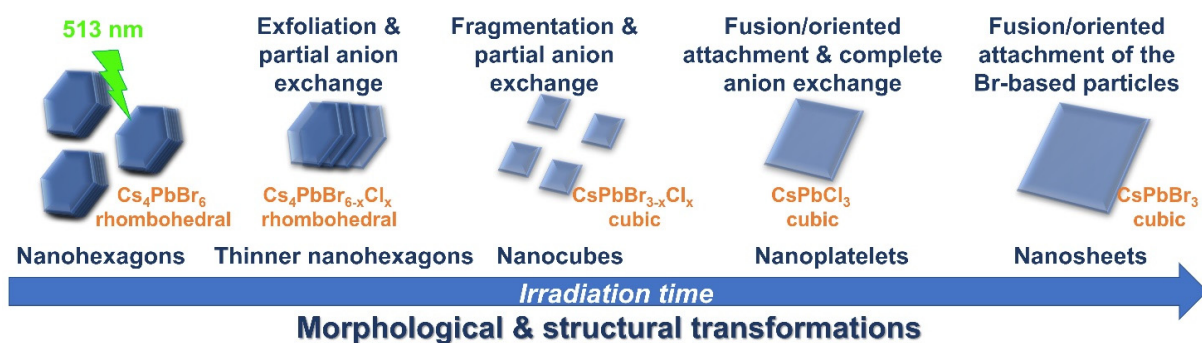 513 nm
Exfoliation &
partial anion
exchange
Fragmentation &
partial anion
exchange
Fusion/oriented
attachment & complete
anion exchange
Fusion/oriented
attachment of the
Br-based particles
Cs₄PbBr₆
rhombohedral
Cs₄PbBr₆₋ₓClₓ
rhombohedral
CsPbBr₃₋ₓClₓ
cubic
CsPbCl₃
cubic
CsPbBr₃
cubic
Nanohexagons
Thinner nanohexagons
Nanocubes
Nanoplatelets
Nanosheets
Irradiation time
Morphological & structural transformations